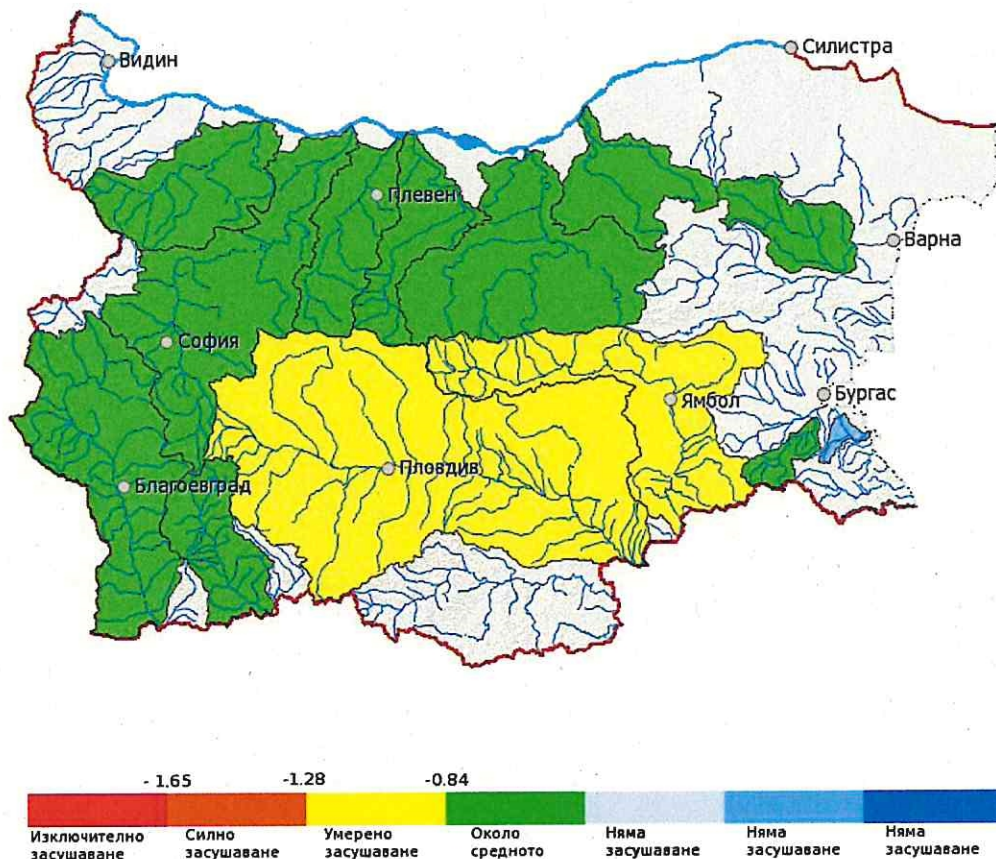 Видин
Силистра
Плевен
Варна
София
Ямбол
Бургас
Пловдив
Благоевград
- 1.65
-1.28
-0.84
Изключително засушаване
Силно засушаване
Умерено засушаване
Около средното
Няма засушаване
Няма засушаване
Няма засушаване